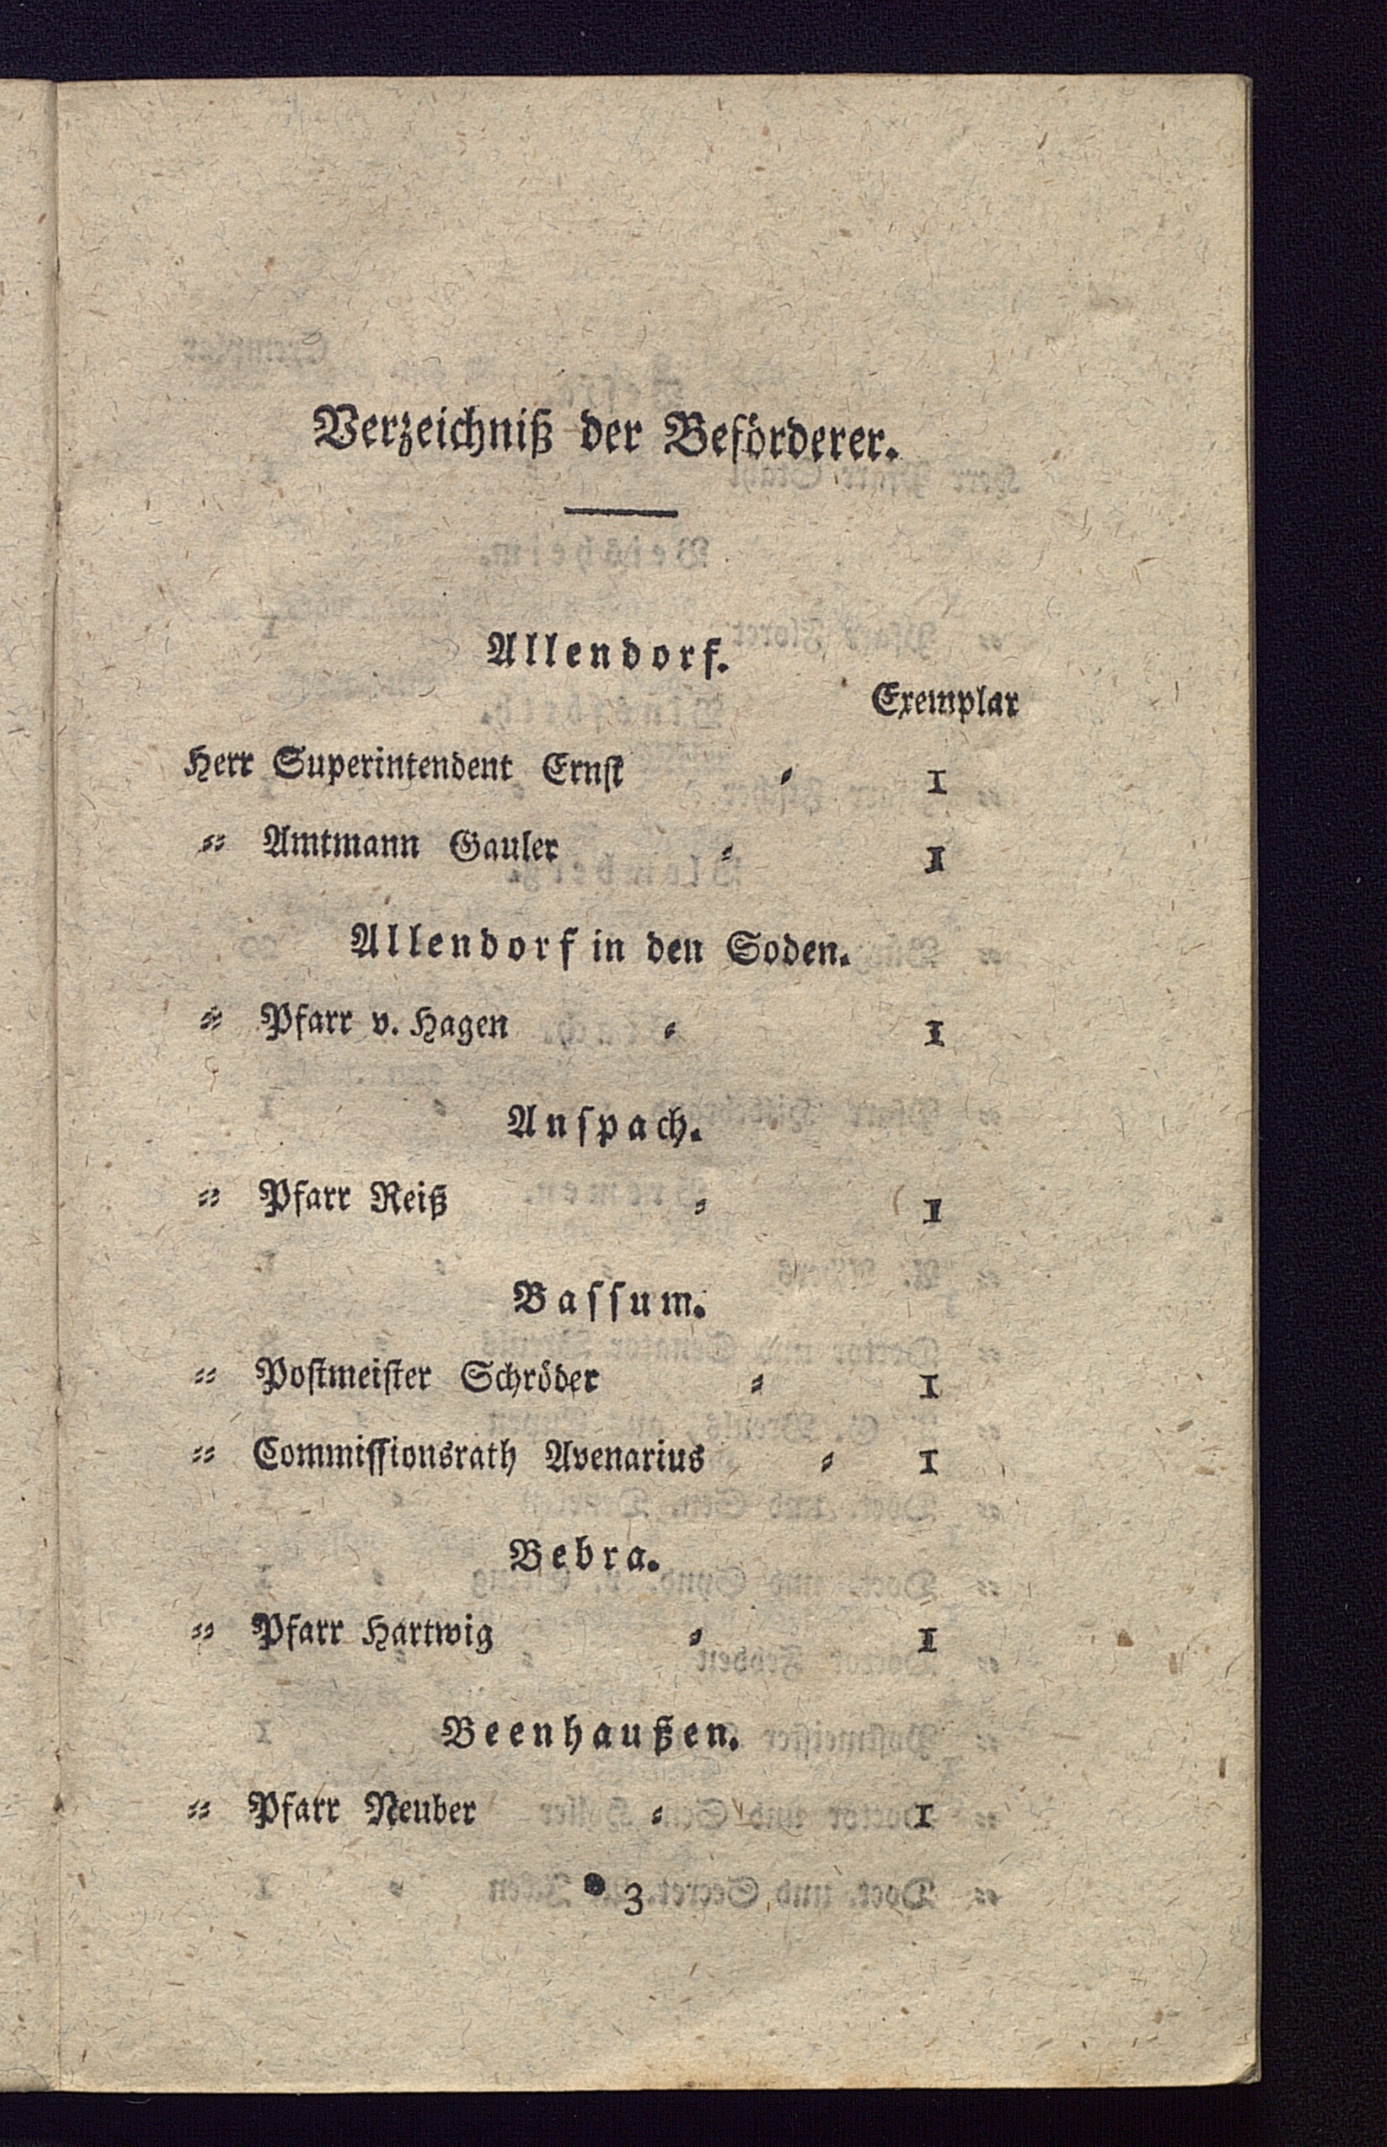 Verzeichniß der Beförderer.
Allendorf.
Exemplar
Herr Superintendent Ernst = 1
== Amtmann Gauler = 1
Allendorf in den Soden.
== Pfarr v. Hagen = 1
Anspach.
== Pfarr Reiß = 1
Bassum.
== Postmeister Schröder = 1
== Commissionsrath Avenarius = 1
Bebra.
== Pfarr Hartwig = 1
Beenhaußen.
== Pfarr Neuber = 1
* 3